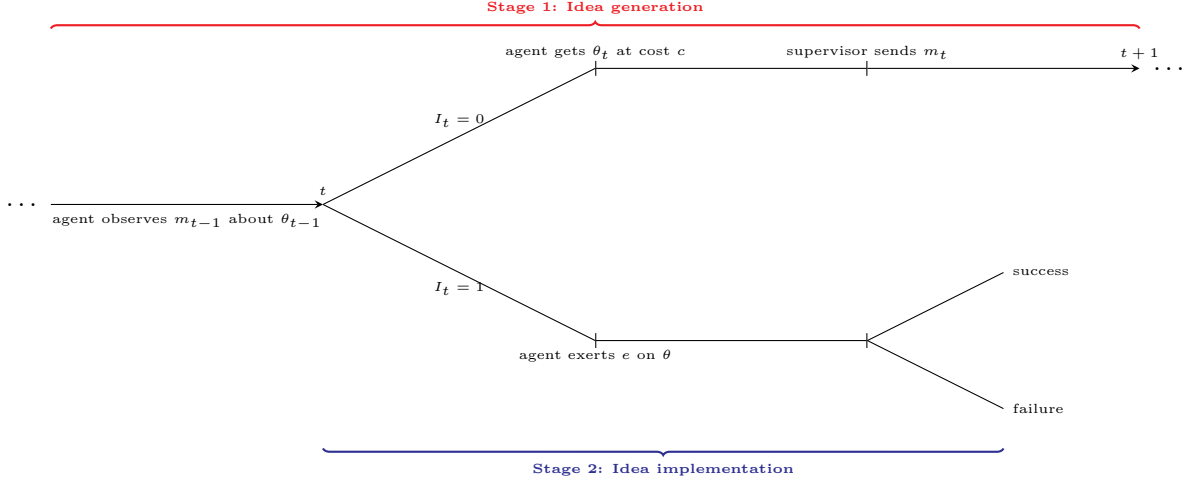 Stage 1: Idea generation
agent gets θ_t at cost c
supervisor sends m_t
t + 1
...
I_t = 0
t
...
agent observes m_{t−1} about θ_{t−1}
I_t = 1
success
agent exerts e on θ
failure
Stage 2: Idea implementation